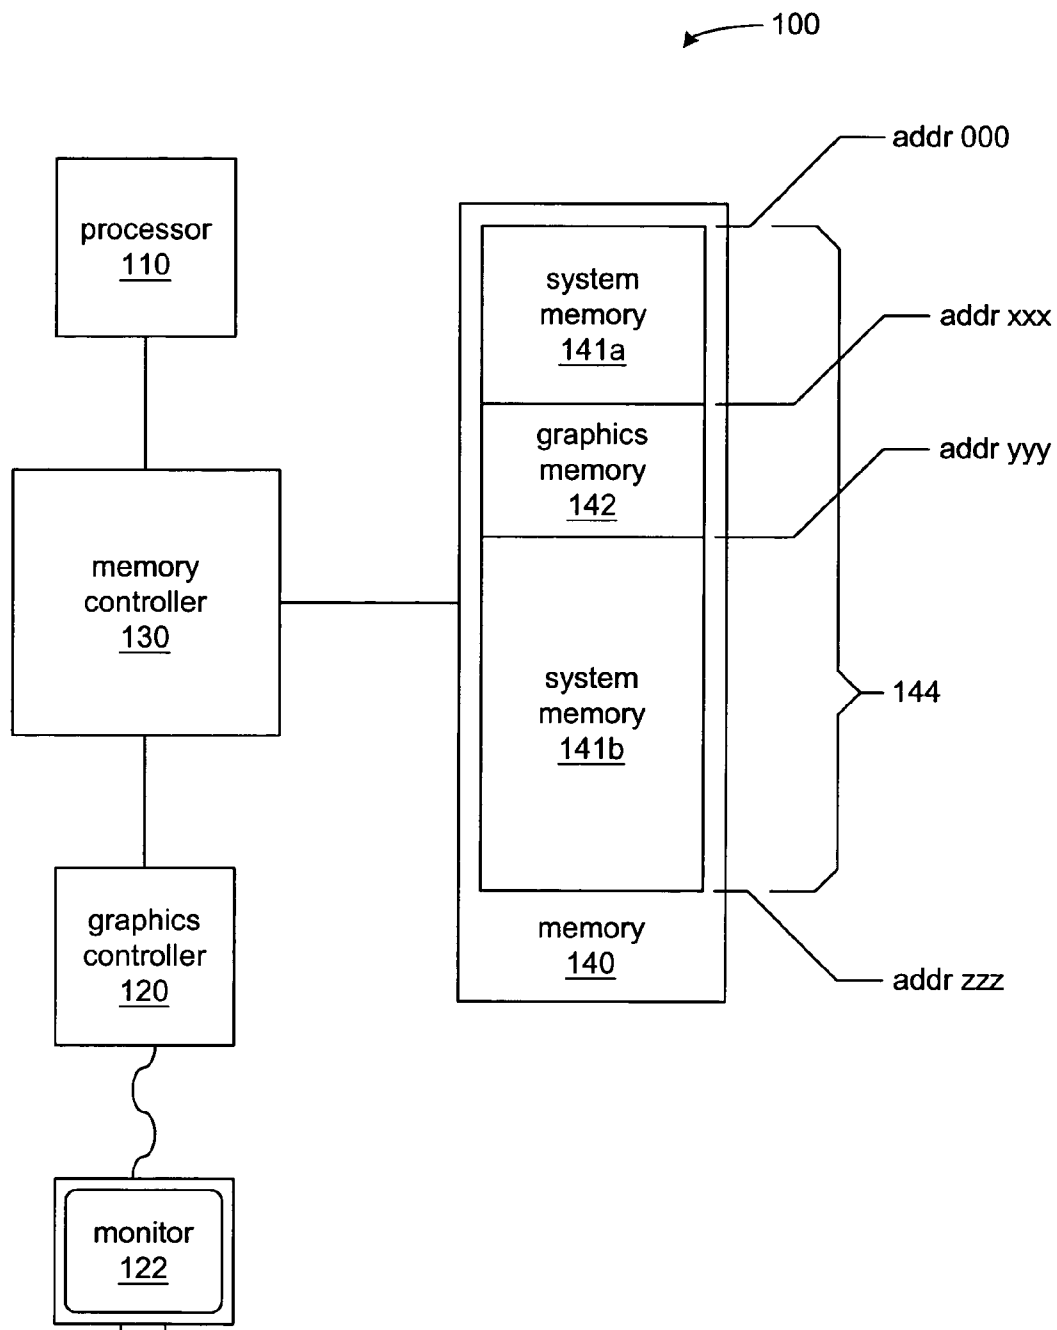 100
addr 000
processor
110
system
memory
141a
addr xxx
graphics
memory
142
addr yyy
memory
controller
130
system
memory
141b
144
graphics
controller
120
memory
140
addr zzz
monitor
122